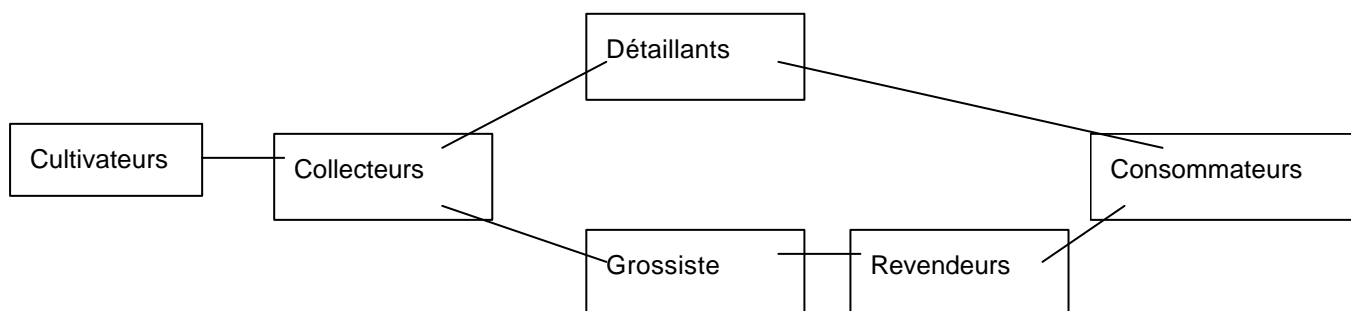 Détaillants
Cultivateurs
Collecteurs
Consommateurs
Grossiste
Revendeurs